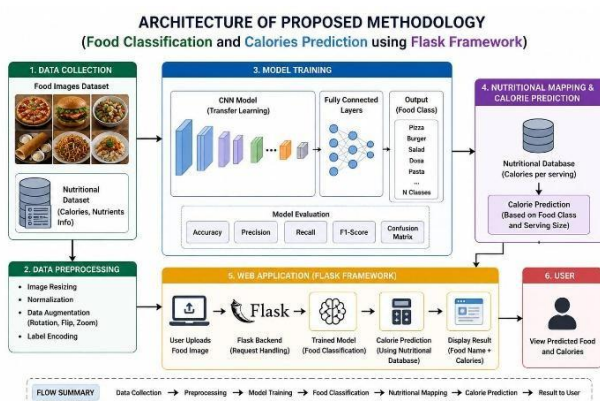 ARCHITECTURE OF PROPOSED METHODOLOGY
(Food Classification and Calories Prediction using Flask Framework)
1. DATA COLLECTION
Food Images Dataset
Nutritional
Dataset
(Calories, Nutrients
Info)
2. DATA PREPROCESSING
• Image Resizing
• Normalization
• Data Augmentation
(Rotation, Flip, Zoom)
• Label Encoding
3. MODEL TRAINING
CNN Model
(Transfer Learning)
Fully Connected
Layers
Output
(Food Class)
Pizza
Burger
Salad
Dosa
Pasta
...
N Classes
Model Evaluation
Accuracy
Precision
Recall
F1-Score
Confusion
Matrix
4. NUTRITIONAL MAPPING
& CALORIE PREDICTION
Nutritional Database
(Calories per serving)
Calorie Prediction
(Based on Food Class
and Serving Size)
5. WEB APPLICATION (FLASK FRAMEWORK)
User Uploads
Food Image
Flask
Flask Backend
(Request Handling)
Trained Model
(Food Classification)
Calorie Prediction
(Using Nutritional
Database)
Display Result
(Food Name +
Calories)
6. USER
View Predicted Food
and Calories
FLOW SUMMARY
Data Collection → Preprocessing → Model Training → Food Classification → Nutritional Mapping → Calorie Prediction → Result to User